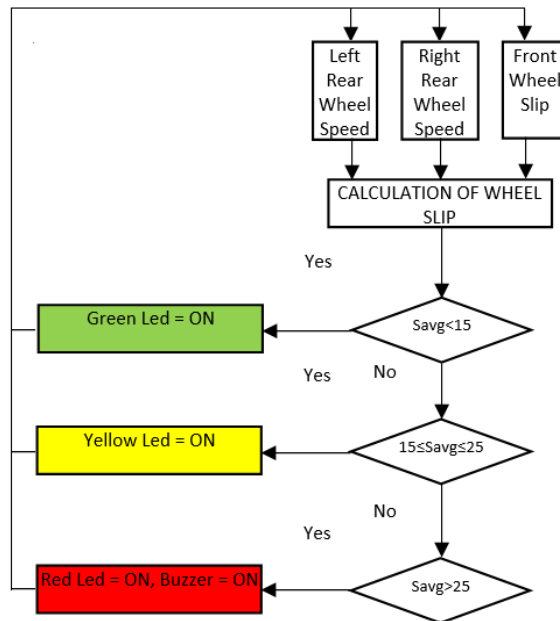 Left
Rear
Wheel
Speed
Right
Rear
Wheel
Speed
Front
Wheel
Slip
CALCULATION OF WHEEL
SLIP
Yes
Green Led = ON
Savg<15
Yes
No
Yellow Led = ON
15≤Savg≤25
No
Yes
Red Led = ON, Buzzer = ON
Savg>25